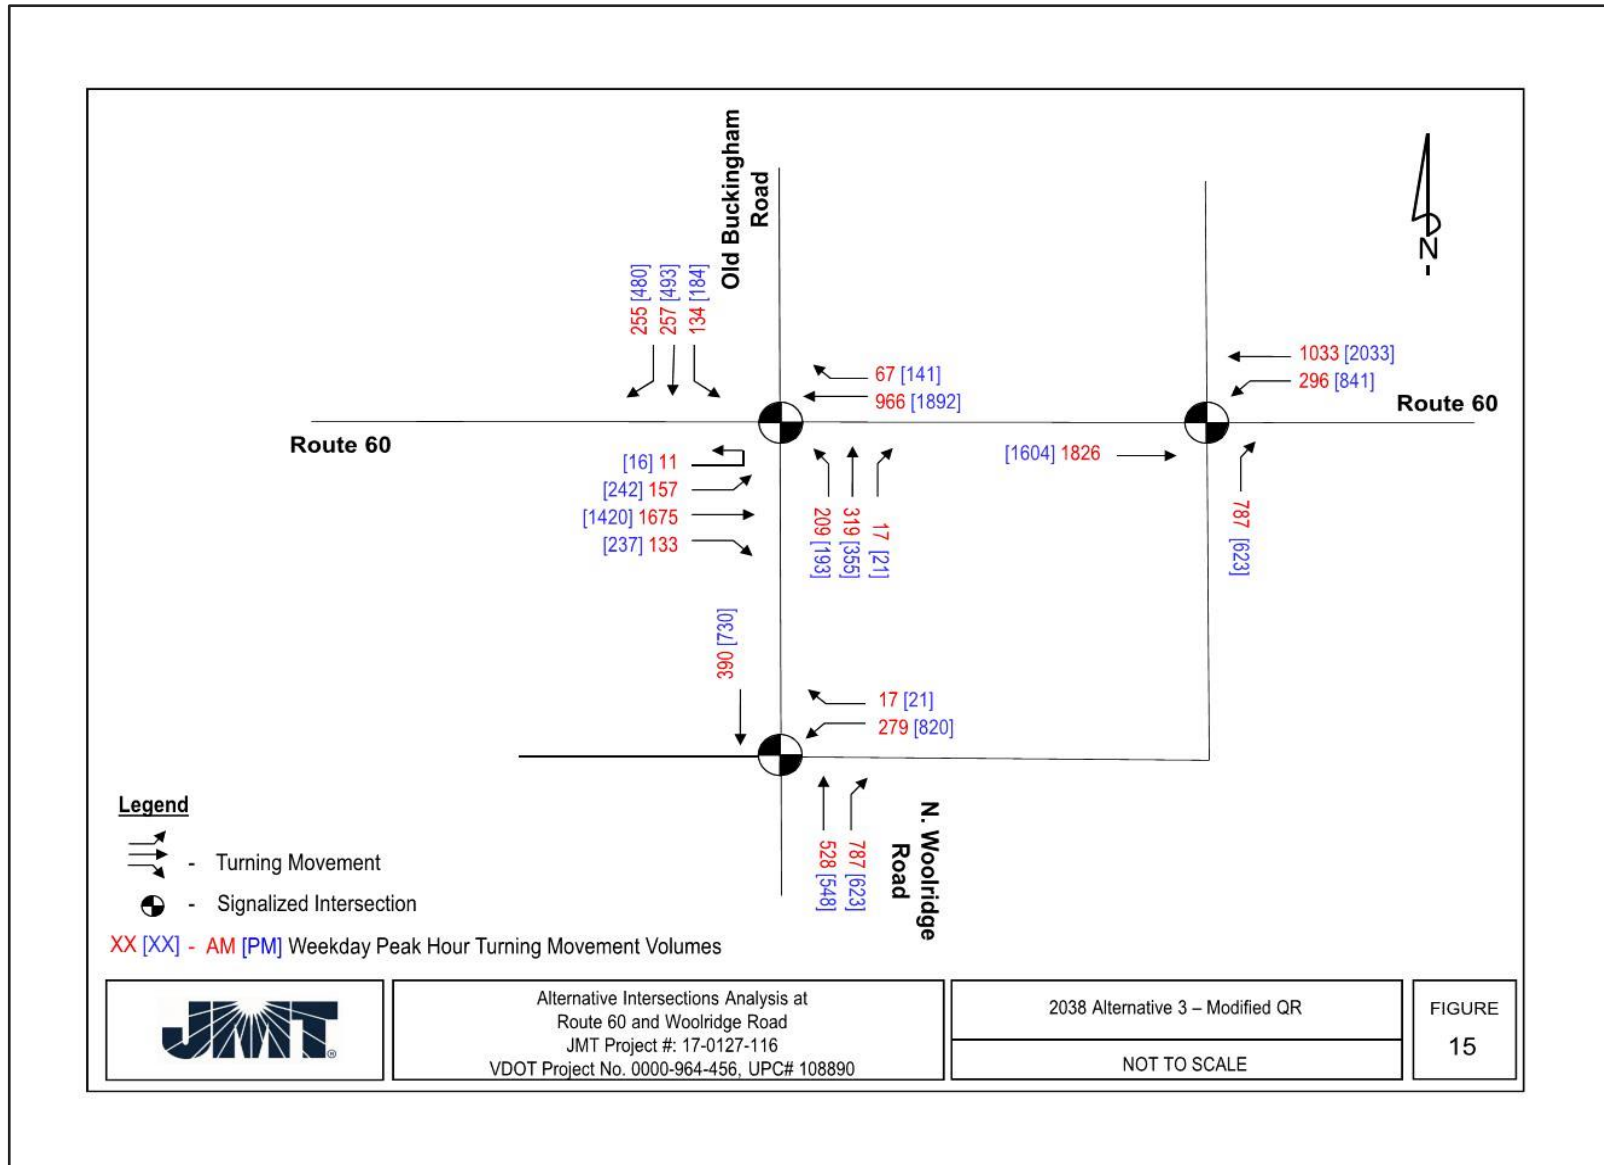 Old Buckingham
Road
255 [480]
257 [493]
134 [184]
67 [141]
966 [1892]
1033 [2033]
296 [841]
Route 60
Route 60
[16] 11
[242] 157
[1420] 1675
[237] 133
209 [193]
319 [355]
17 [21]
[1604] 1826
787 [623]
N
390 [730]
17 [21]
279 [820]
528 [548]
787 [623]
N. Woolridge
Road
Legend
- Turning Movement
- Signalized Intersection
XX [XX] - AM [PM] Weekday Peak Hour Turning Movement Volumes
JMT®
Alternative Intersections Analysis at
Route 60 and Woolridge Road
JMT Project #: 17-0127-116
VDOT Project No. 0000-964-456, UPC# 108890
2038 Alternative 3 – Modified QR
NOT TO SCALE
FIGURE
15